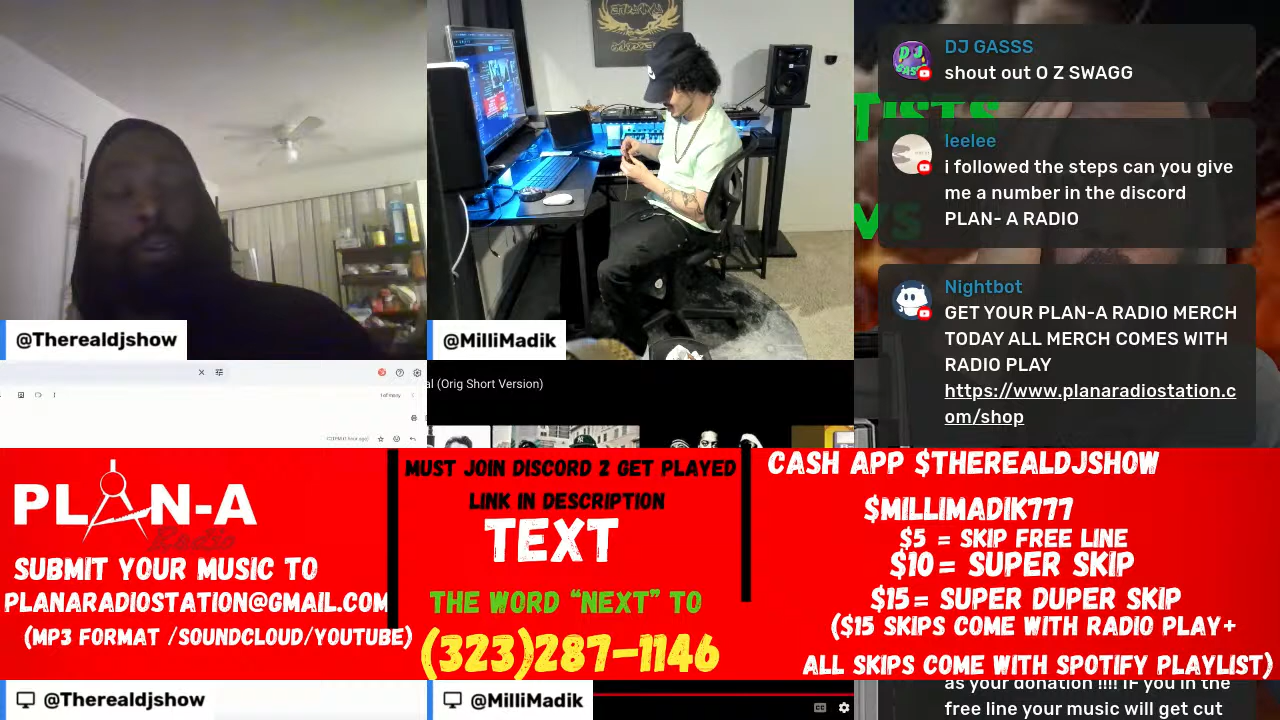 @Therealdjshow
@MilliMadik
DJ GASSS
shout out O Z SWAGG
leelee
i followed the steps can you give
me a number in the discord
PLAN- A RADIO
Nightbot
GET YOUR PLAN-A RADIO MERCH
TODAY ALL MERCH COMES WITH
RADIO PLAY
https://www.planaradiostation.c
om/shop
al (Orig Short Version)
PLAN-A
Radio
SUBMIT YOUR MUSIC TO
PLANARADIOSTATION@GMAIL.COM
(MP3 FORMAT /SOUNDCLOUD/YOUTUBE)
MUST JOIN DISCORD 2 GET PLAYED
LINK IN DESCRIPTION
TEXT
THE WORD “NEXT” TO
(323)287-1146
CASH APP $THEREALDJSHOW
$MILLIMADIK777
$5 = SKIP FREE LINE
$10 = SUPER SKIP
$15= SUPER DUPER SKIP
($15 SKIPS COME WITH RADIO PLAY+
ALL SKIPS COME WITH SPOTIFY PLAYLIST)
@Therealdjshow
@MilliMadik
as your donation !!!! IF you in the
free line your music will get cut